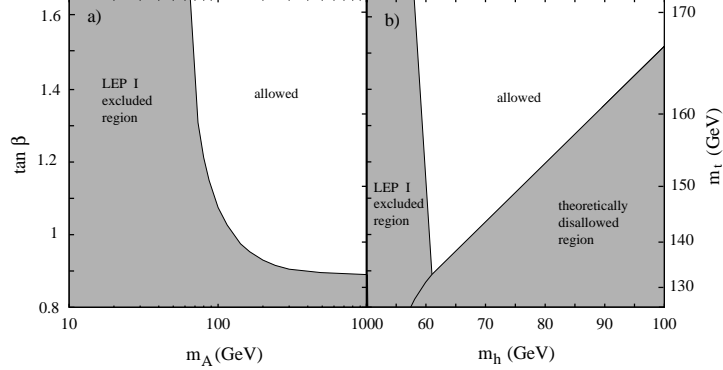 a)
b)
1.6
1.4
1.2
1
0.8
tan β
LEP I
excluded
region
allowed
10
100
1000
m_A (GeV)
allowed
LEP I
excluded
region
theoretically
disallowed
region
60
70
80
90
100
m_h (GeV)
170
160
150
140
130
m_t (GeV)